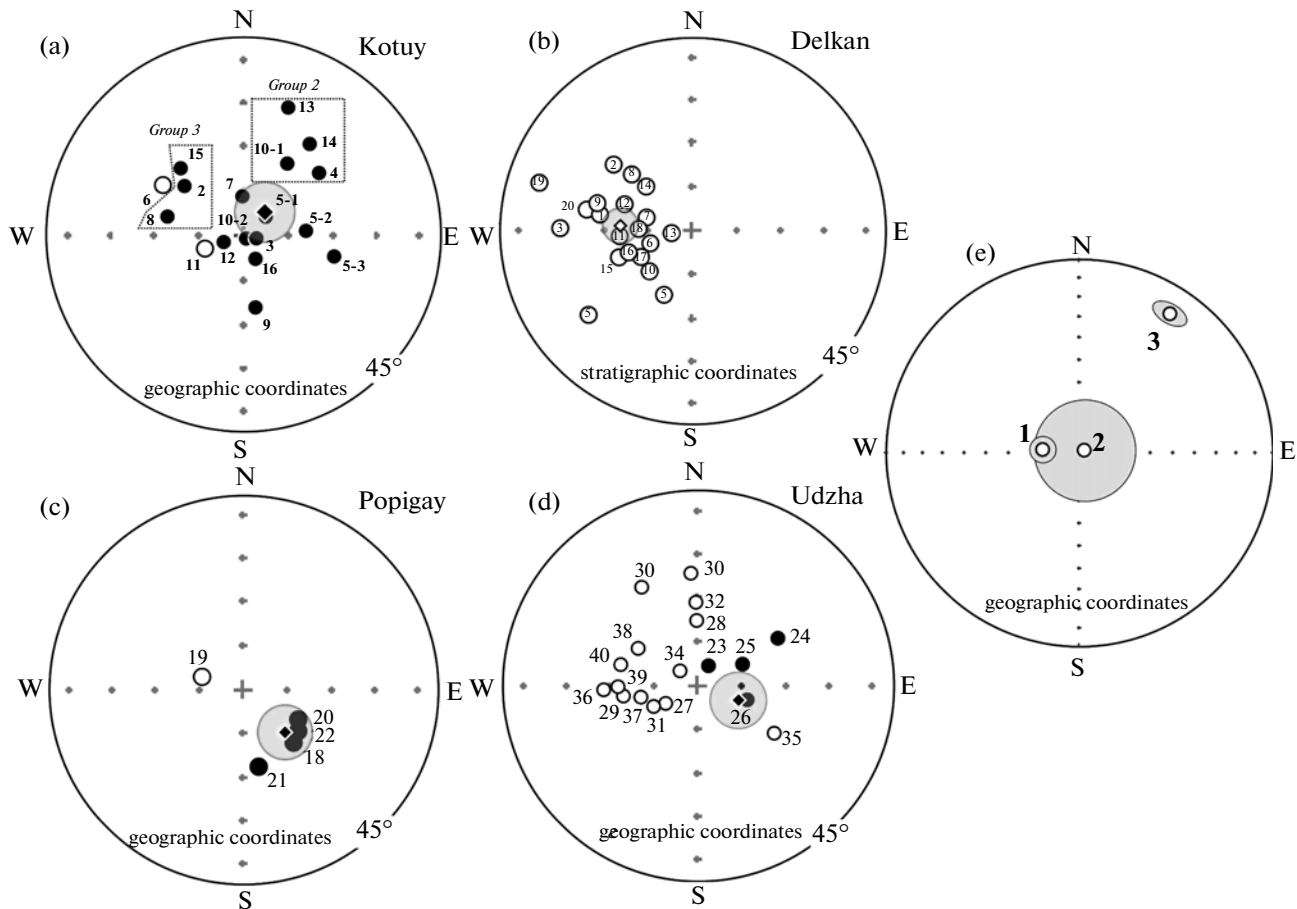 N
(a)
Kotuy
Group 2
13
Group 3
14
15
10-1
4
6
2
7
5-1
8
10-2
5-2
W
E
3
11
12
16
5-3
9
45°
geographic coordinates
S
N
(b)
Delkan
2
8
19
14
9
12
20
1
7
W
E
3
18
13
11
6
16
17
15
10
5
5
45°
stratigraphic coordinates
S
N
(e)
3
1
2
W
E
geographic coordinates
S
N
(c)
Popigay
19
W
E
20
22
18
21
geographic coordinates
45°
S
N
(d)
Udzha
30
30
32
28
24
38
23
25
34
40
39
W
E
36
29
37
31
27
26
35
geographic coordinates
45°
S